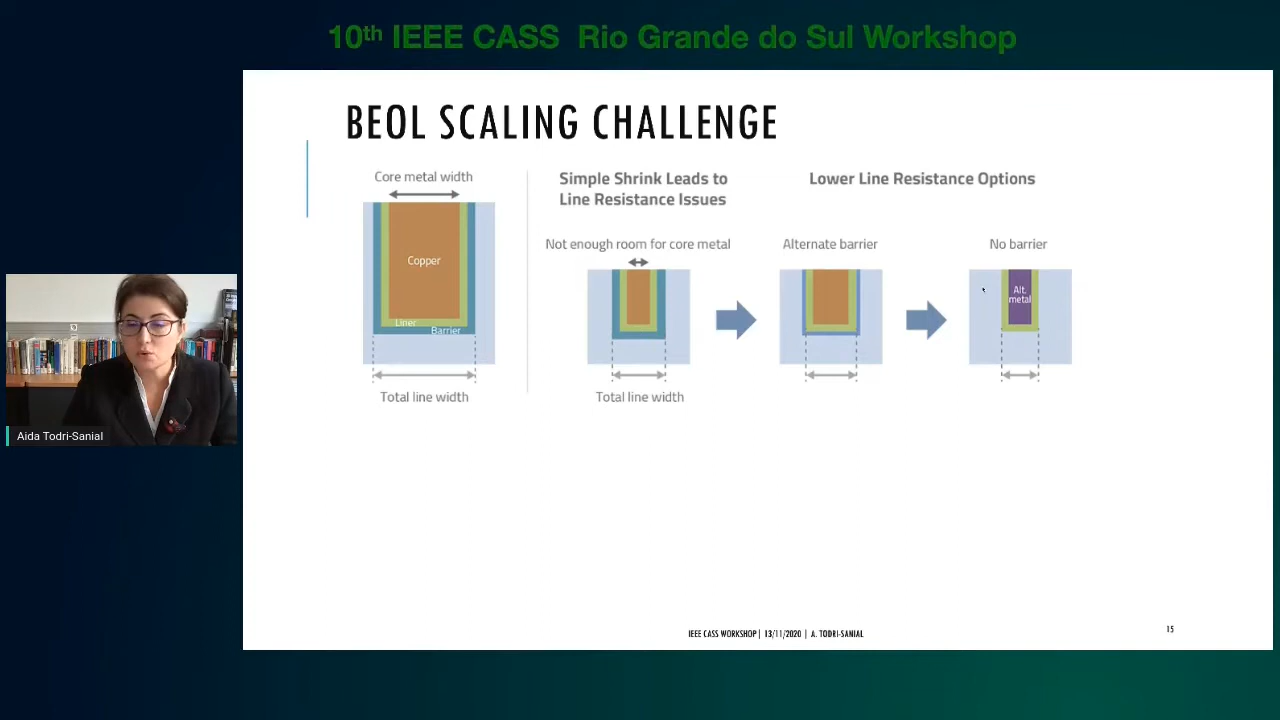 10th IEEE CASS Rio Grande do Sul Workshop
BEOL SCALING CHALLENGE
Core metal width
Copper
Liner
Barrier
Total line width
Simple Shrink Leads to
Line Resistance Issues
Not enough room for core metal
Total line width
Lower Line Resistance Options
Alternate barrier
No barrier
Alt.
metal
Aida Todri-Sanial
IEEE CASS WORKSHOP | 13/11/2020 | A. TODRI-SANIAL
15